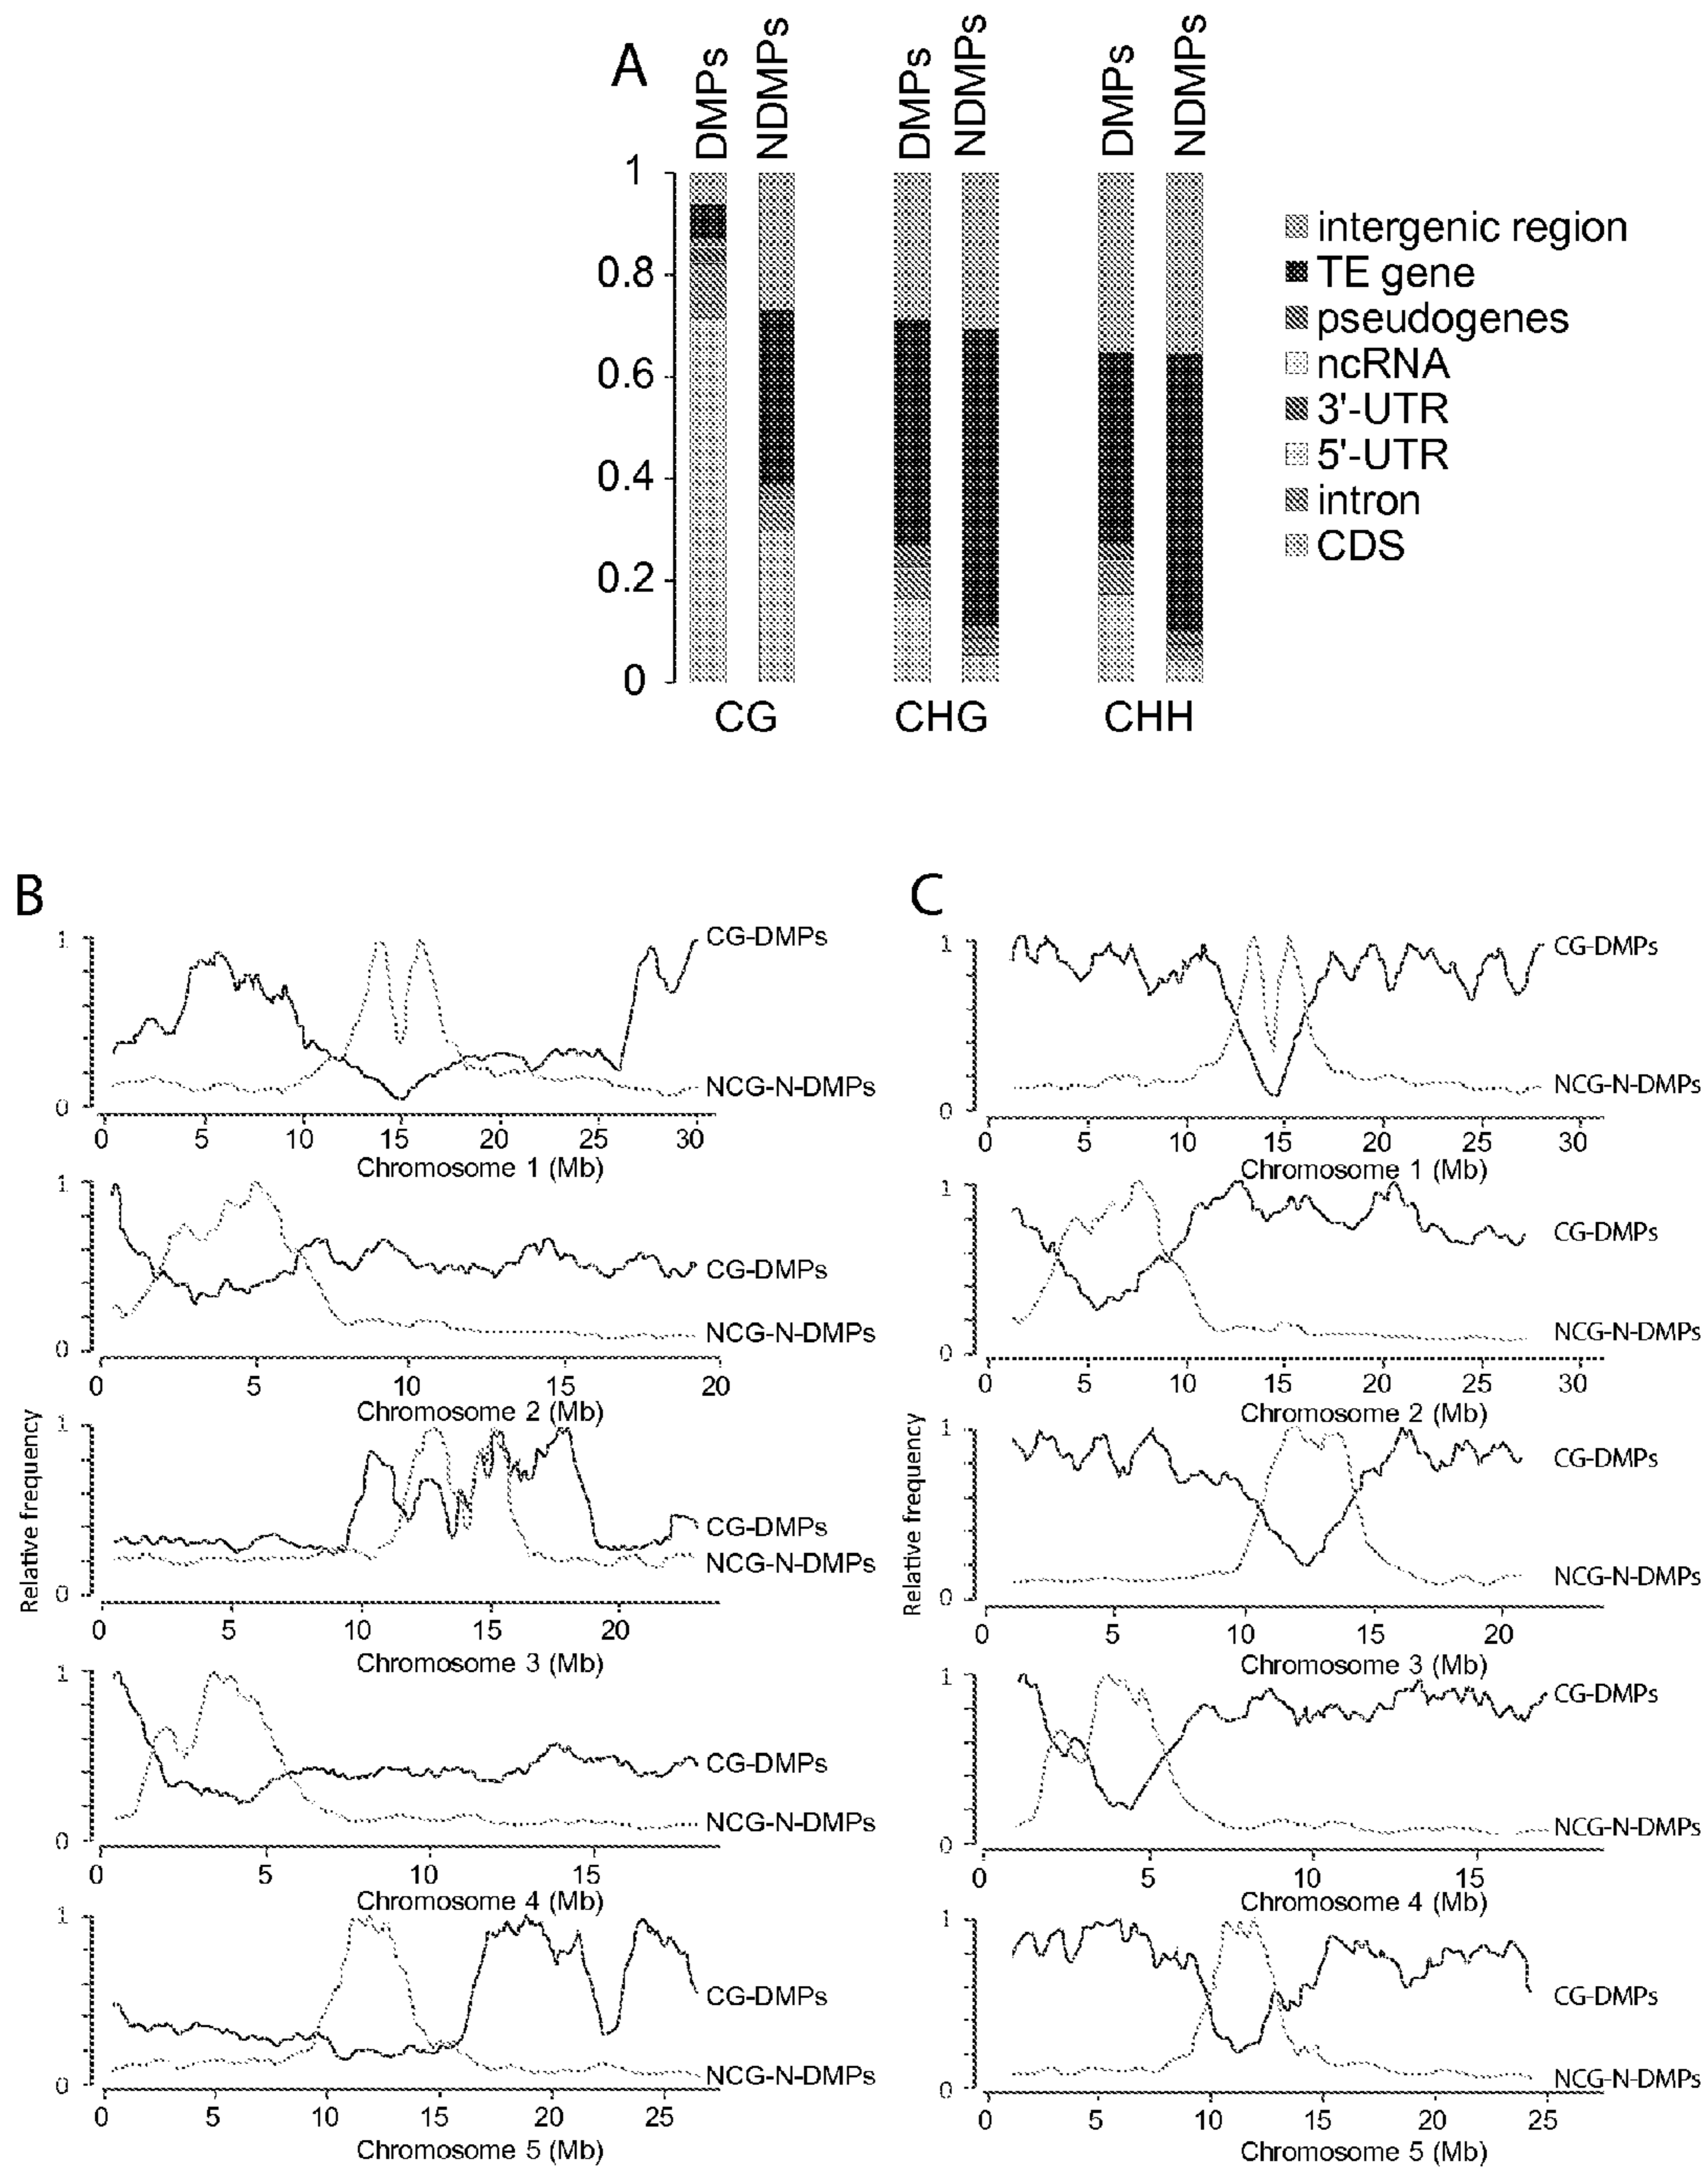 A
DMPs
NDMPs
DMPs
NDMPs
DMPs
NDMPs
1
0.8
0.6
0.4
0.2
0
CG
CHG
CHH
intergenic region
TE gene
pseudogenes
ncRNA
3'-UTR
5'-UTR
intron
CDS
B
Relative frequency
1
0
CG-DMPs
NCG-N-DMPs
0 5 10 15 20 25 30
Chromosome 1 (Mb)
1
0
CG-DMPs
NCG-N-DMPs
0 5 10 15 20
Chromosome 2 (Mb)
1
0
CG-DMPs
NCG-N-DMPs
0 5 10 15 20
Chromosome 3 (Mb)
1
0
CG-DMPs
NCG-N-DMPs
0 5 10 15
Chromosome 4 (Mb)
1
0
CG-DMPs
NCG-N-DMPs
0 5 10 15 20 25
Chromosome 5 (Mb)
C
Relative frequency
1
0
CG-DMPs
NCG-N-DMPs
0 5 10 15 20 25 30
Chromosome 1 (Mb)
1
0
CG-DMPs
NCG-N-DMPs
0 5 10 15 20 25 30
Chromosome 2 (Mb)
1
0
CG-DMPs
NCG-N-DMPs
0 5 10 15 20
Chromosome 3 (Mb)
1
0
CG-DMPs
NCG-N-DMPs
0 5 10 15
Chromosome 4 (Mb)
1
0
CG-DMPs
NCG-N-DMPs
0 5 10 15 20 25
Chromosome 5 (Mb)